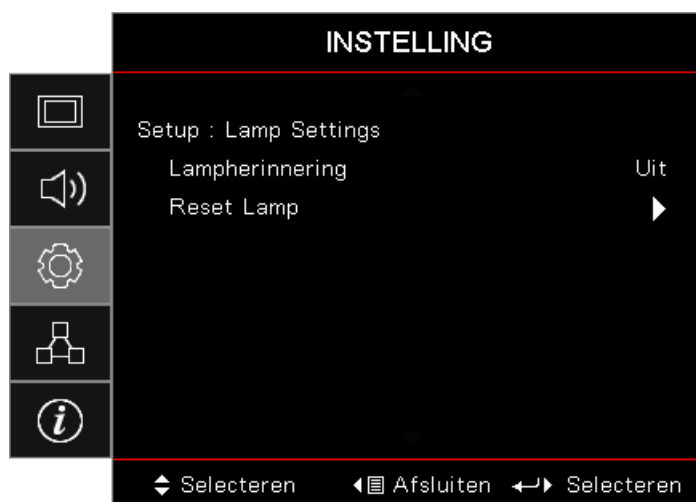 INSTELLING
Setup : Lamp Settings
Lampherinnering Uit
Reset Lamp
i
Selecteren Afsluiten Selecteren